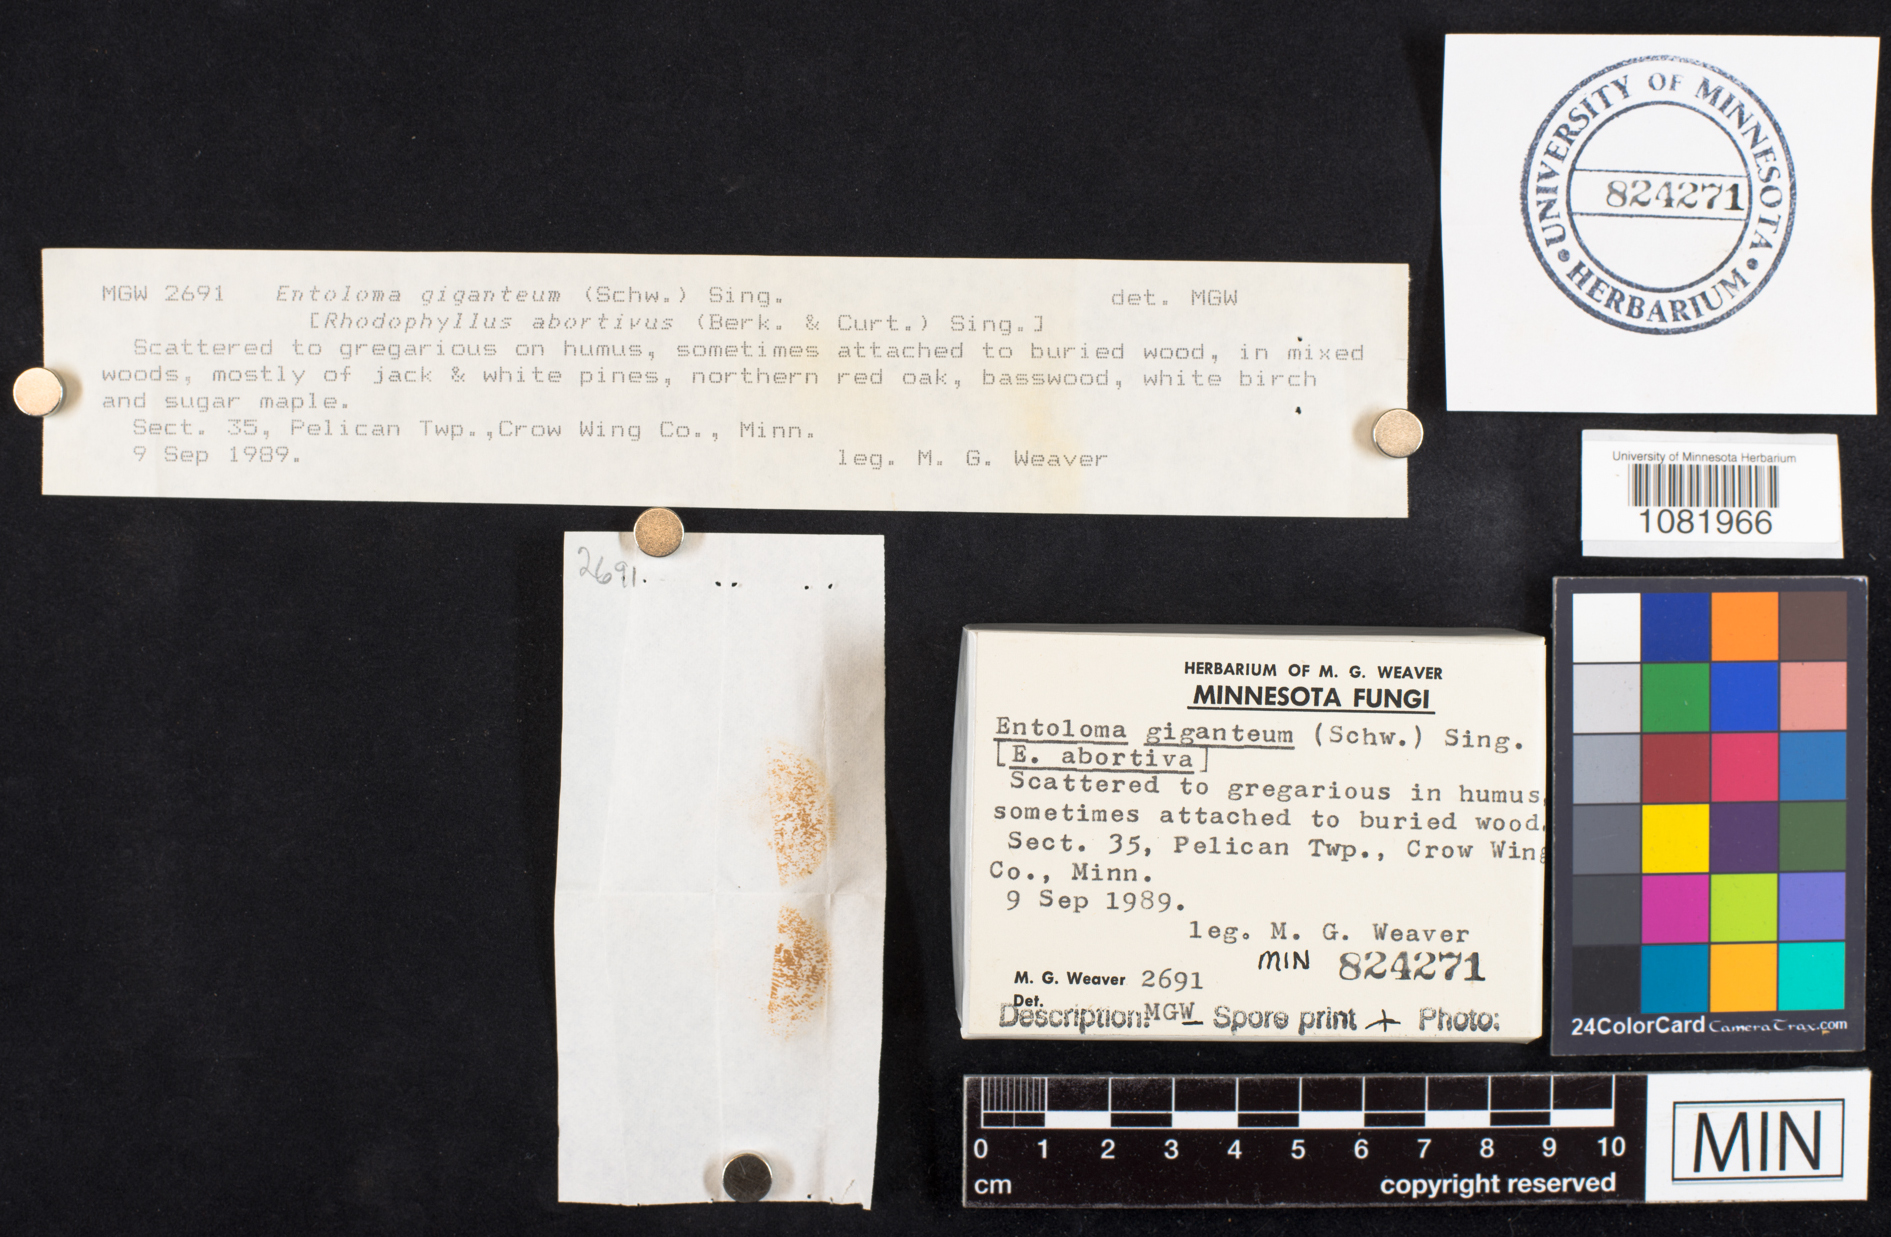 UNIVERSITY OF MINNESOTA
824271
HERBARIUM
MGW 2691 Entoloma giganteum (Schw.) Sing. det. MGW
[Rhodophyllus abortivus (Berk. & Curt.) Sing.]
Scattered to gregarious on humus, sometimes attached to buried wood, in mixed
woods, mostly of jack & white pines, northern red oak, basswood, white birch
and sugar maple.
Sect. 35, Pelican Twp.,Crow Wing Co., Minn.
9 Sep 1989. leg. M. G. Weaver
University of Minnesota Herbarium
1081966
2691.
HERBARIUM OF M. G. WEAVER
MINNESOTA FUNGI
Entoloma giganteum (Schw.) Sing.
[E. abortiva]
Scattered to gregarious in humus,
sometimes attached to buried wood.
Sect. 35, Pelican Twp., Crow Wing
Co., Minn.
9 Sep 1989.
leg. M. G. Weaver
MIN 824271
M. G. Weaver 2691
Det.
Description: MGW – Spore print + Photo:
24ColorCard CameraTrax.com
0 1 2 3 4 5 6 7 8 9 10
cm copyright reserved
MIN